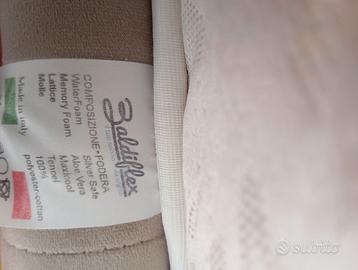 Baldiflex
COMPOSIZIONE • FODERA
WaterFoam Silver Safe
Memory Foam Aloe Vera
Lattice Maxicool
Molle Tencel
100%
polyester-cotton
Made in Italy
subito